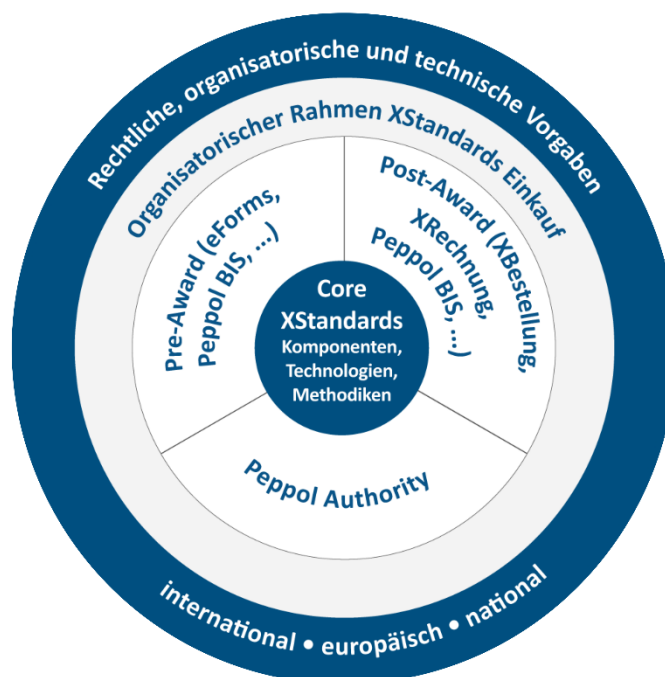 Rechtliche, organisatorische und technische Vorgaben
Organisatorischer Rahmen XStandards Einkauf
Pre-Award (eForms,
Peppol BIS, ...)
Post-Award (XBestellung,
XRechnung,
Peppol BIS, ...)
Core
XStandards
Komponenten,
Technologien,
Methodiken
Peppol Authority
international • europäisch • national